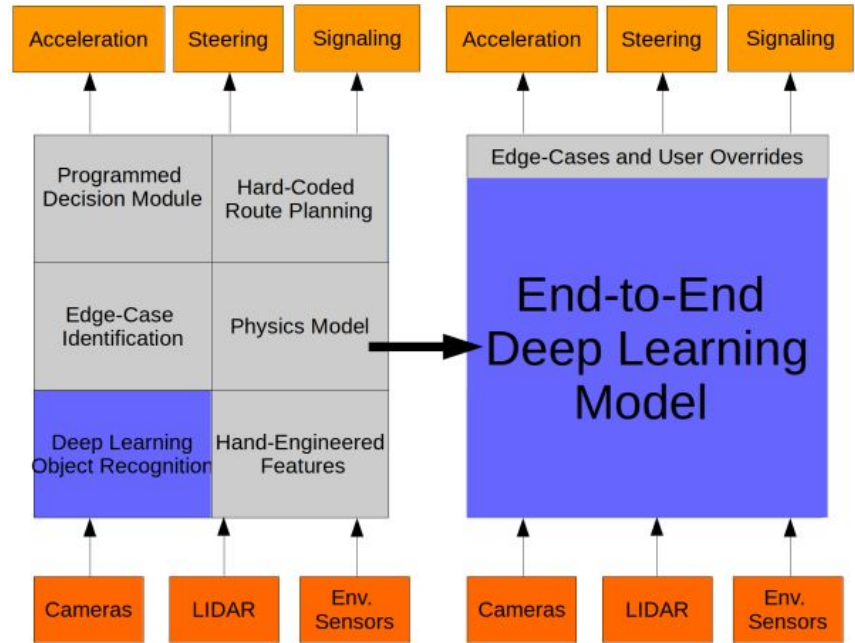 Acceleration
Steering
Signaling
Acceleration
Steering
Signaling
Programmed
Decision Module
Hard-Coded
Route Planning
Edge-Case
Identification
Physics Model
Deep Learning
Object Recognition
Hand-Engineered
Features
Edge-Cases and User Overrides
End-to-End
Deep Learning
Model
Cameras
LIDAR
Env.
Sensors
Cameras
LIDAR
Env.
Sensors